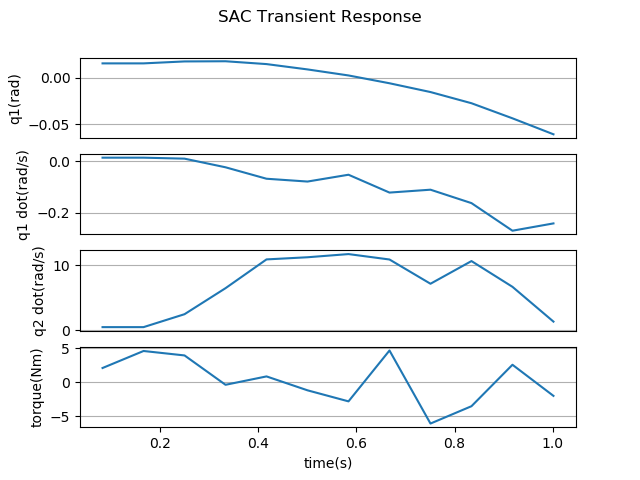 SAC Transient Response
q1(rad)
0.00
−0.05
q1 dot(rad/s)
0.0
−0.2
q2 dot(rad/s)
10
0
torque(Nm)
5
0
−5
0.2 0.4 0.6 0.8 1.0
time(s)